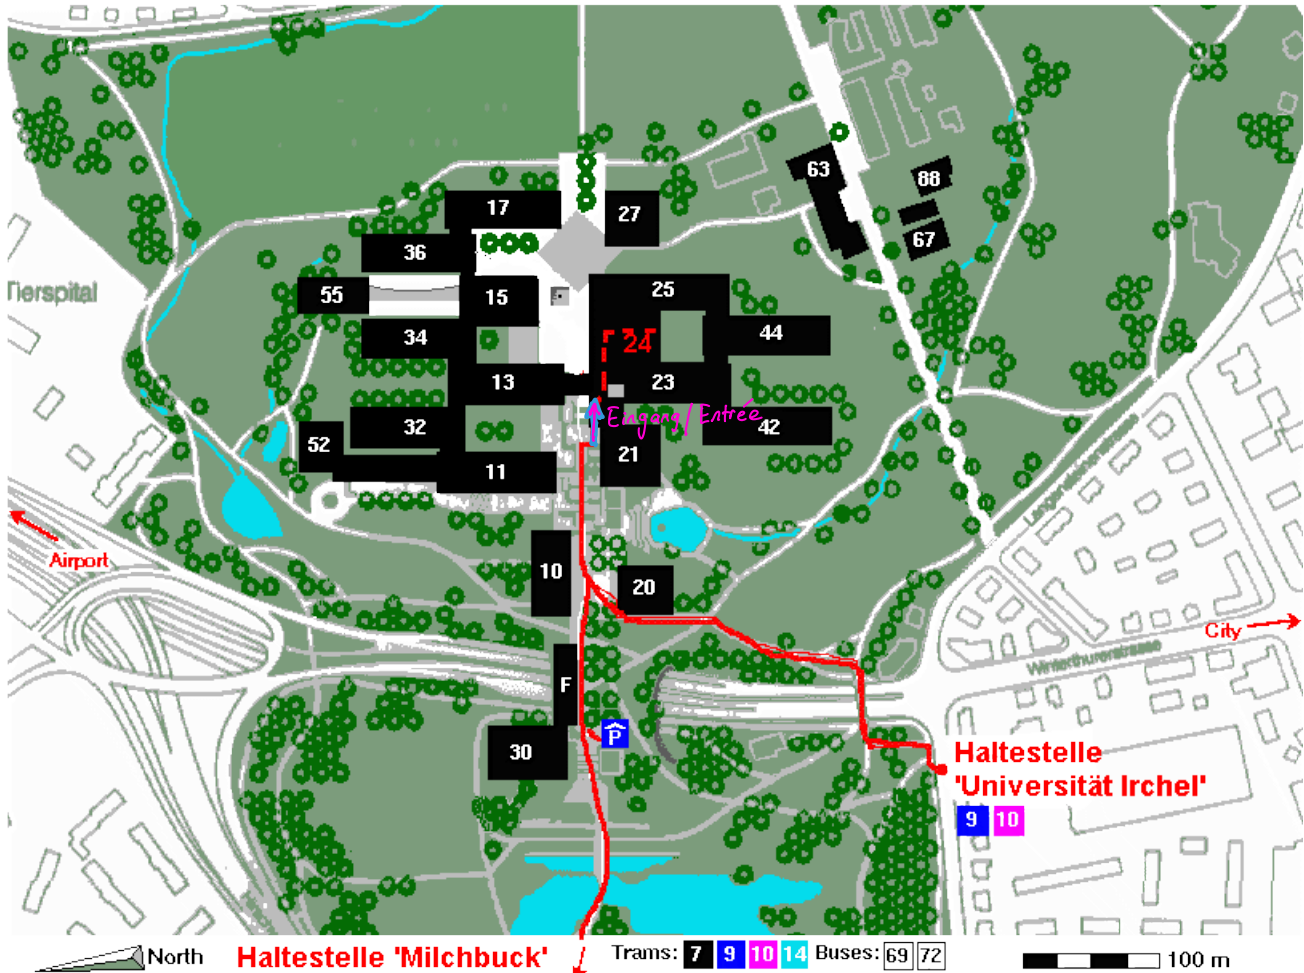 63
88
17
27
67
36
Tierspital
55
15
25
34
24
44
13
23
Eingang/Entrée
32
42
52
11
21
Airport
10
20
City
Winterthurerstrasse
F
P
30
Haltestelle
'Universität Irchel'
9 10
North
Haltestelle 'Milchbuck'
Trams: 7 9 10 14 Buses: 69 72
100 m